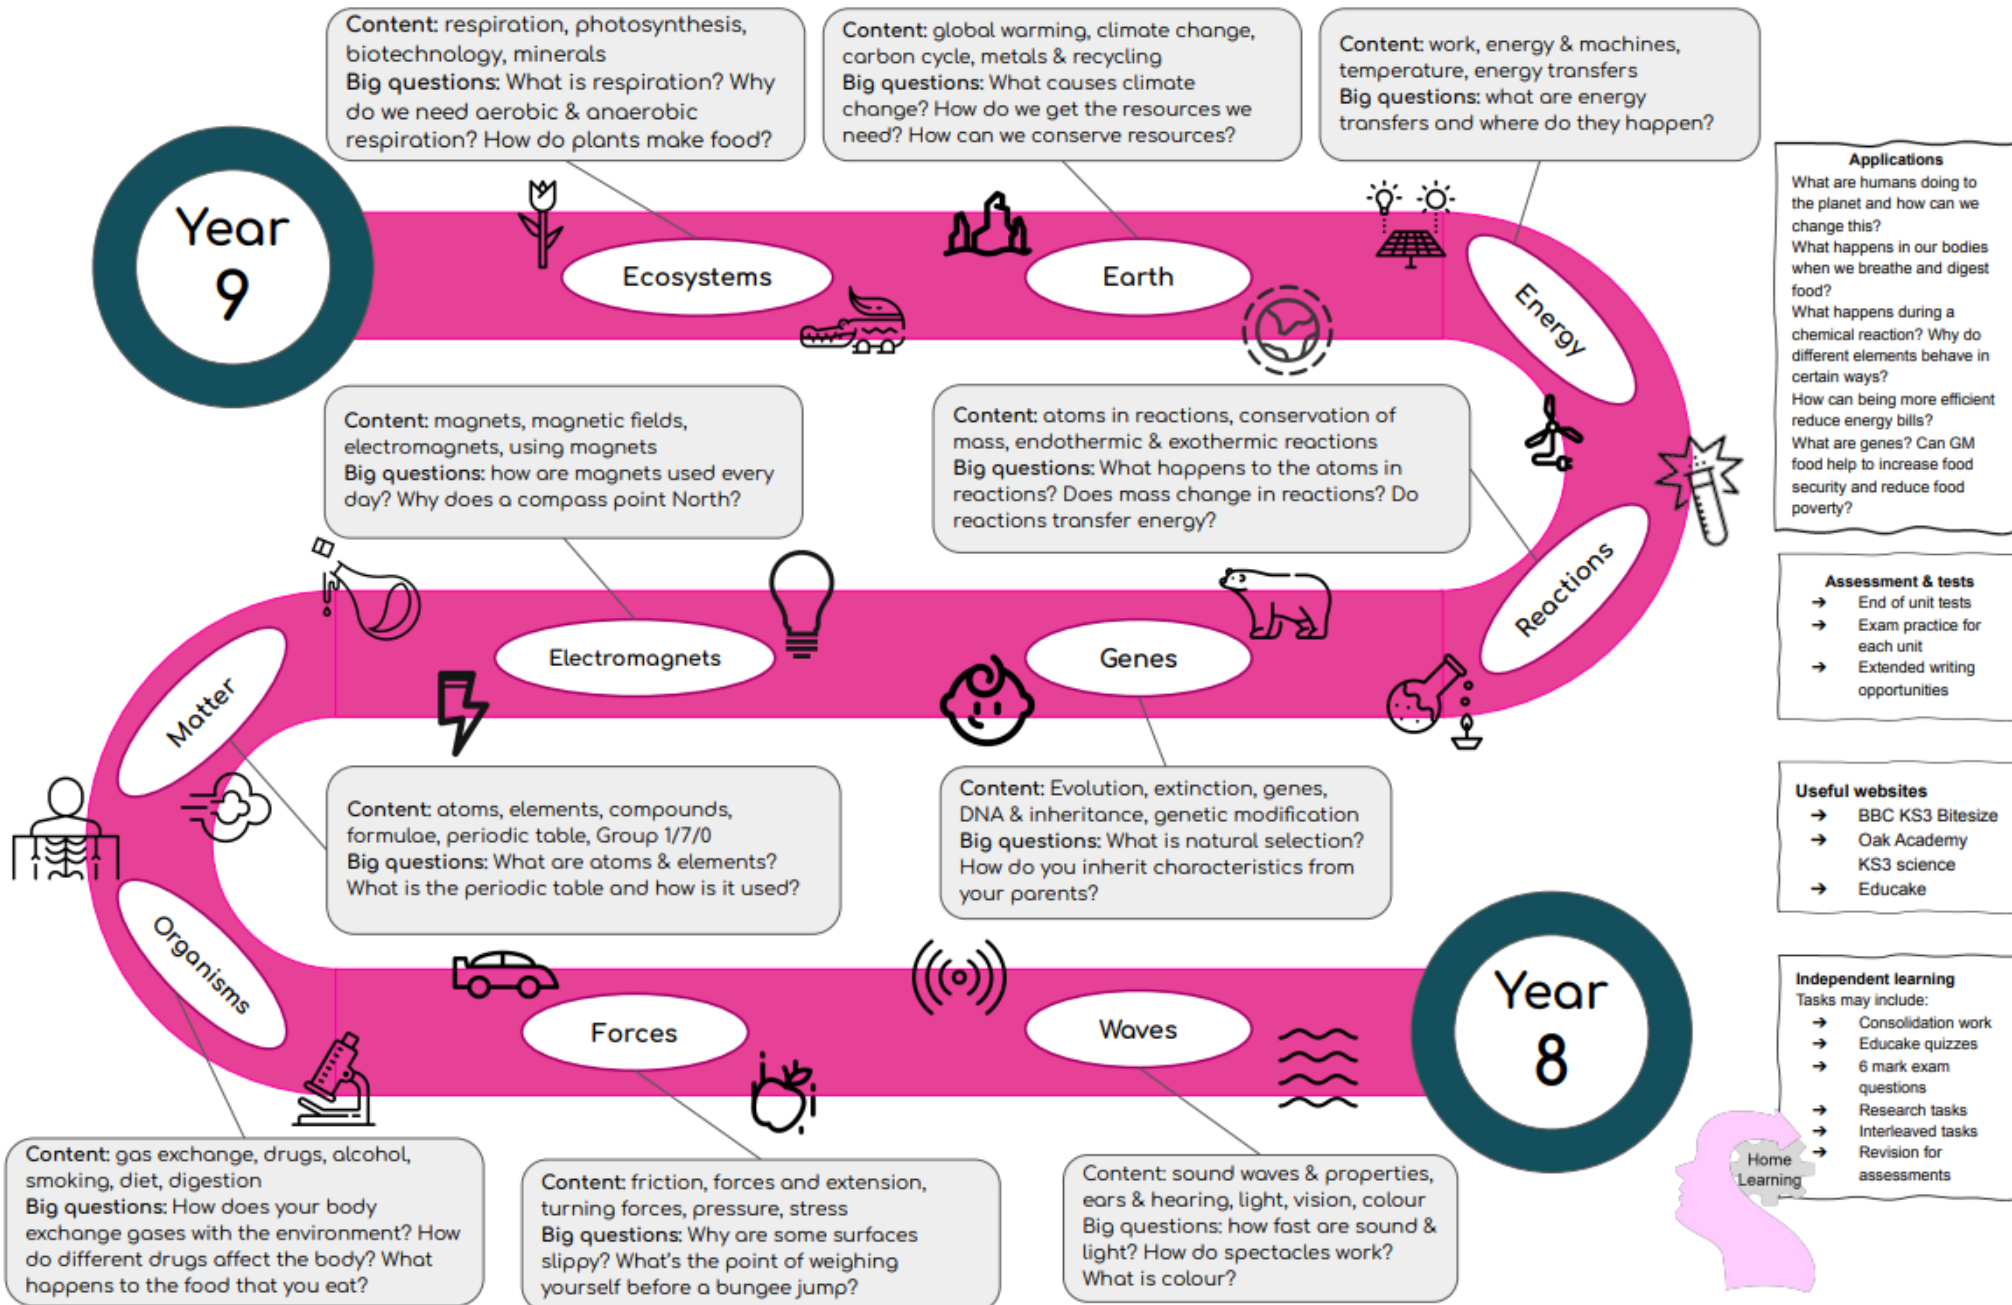 Content: respiration, photosynthesis,
biotechnology, minerals
Big questions: What is respiration? Why
do we need aerobic & anaerobic
respiration? How do plants make food?
Content: global warming, climate change,
carbon cycle, metals & recycling
Big questions: What causes climate
change? How do we get the resources we
need? How can we conserve resources?
Content: work, energy & machines,
temperature, energy transfers
Big questions: what are energy
transfers and where do they happen?
Year
9
Ecosystems
Earth
Energy
Content: magnets, magnetic fields,
electromagnets, using magnets
Big questions: how are magnets used every
day? Why does a compass point North?
Content: atoms in reactions, conservation of
mass, endothermic & exothermic reactions
Big questions: What happens to the atoms in
reactions? Does mass change in reactions? Do
reactions transfer energy?
Reactions
Genes
Electromagnets
Matter
Content: atoms, elements, compounds,
formulae, periodic table, Group 1/7/0
Big questions: What are atoms & elements?
What is the periodic table and how is it used?
Content: Evolution, extinction, genes,
DNA & inheritance, genetic modification
Big questions: What is natural selection?
How do you inherit characteristics from
your parents?
Organisms
Forces
Waves
Year
8
Content: gas exchange, drugs, alcohol,
smoking, diet, digestion
Big questions: How does your body
exchange gases with the environment? How
do different drugs affect the body? What
happens to the food that you eat?
Content: friction, forces and extension,
turning forces, pressure, stress
Big questions: Why are some surfaces
slippy? What's the point of weighing
yourself before a bungee jump?
Content: sound waves & properties,
ears & hearing, light, vision, colour
Big questions: how fast are sound &
light? How do spectacles work?
What is colour?
Applications
What are humans doing to
the planet and how can we
change this?
What happens in our bodies
when we breathe and digest
food?
What happens during a
chemical reaction? Why do
different elements behave in
certain ways?
How can being more efficient
reduce energy bills?
What are genes? Can GM
food help to increase food
security and reduce food
poverty?
Assessment & tests
➔ End of unit tests
➔ Exam practice for
each unit
➔ Extended writing
opportunities
Useful websites
➔ BBC KS3 Bitesize
➔ Oak Academy
KS3 science
➔ Educake
Independent learning
Tasks may include:
➔ Consolidation work
➔ Educake quizzes
➔ 6 mark exam
questions
➔ Research tasks
➔ Interleaved tasks
➔ Revision for
assessments
Home
Learning